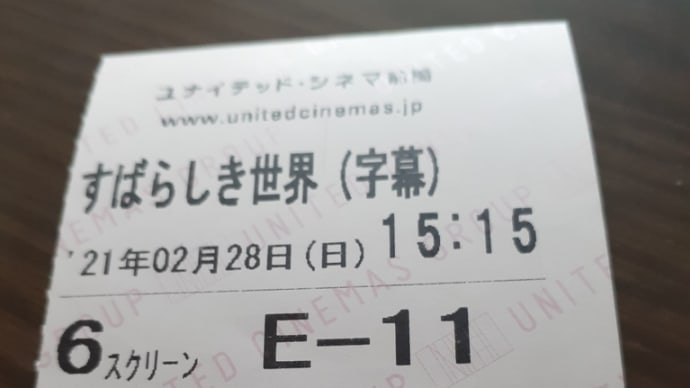 ユナイテッド・シネマ前橋
www.unitedcinemas.jp
すばらしき世界（字幕）
'21年02月28日（日） 15:15
6スクリーン E－11